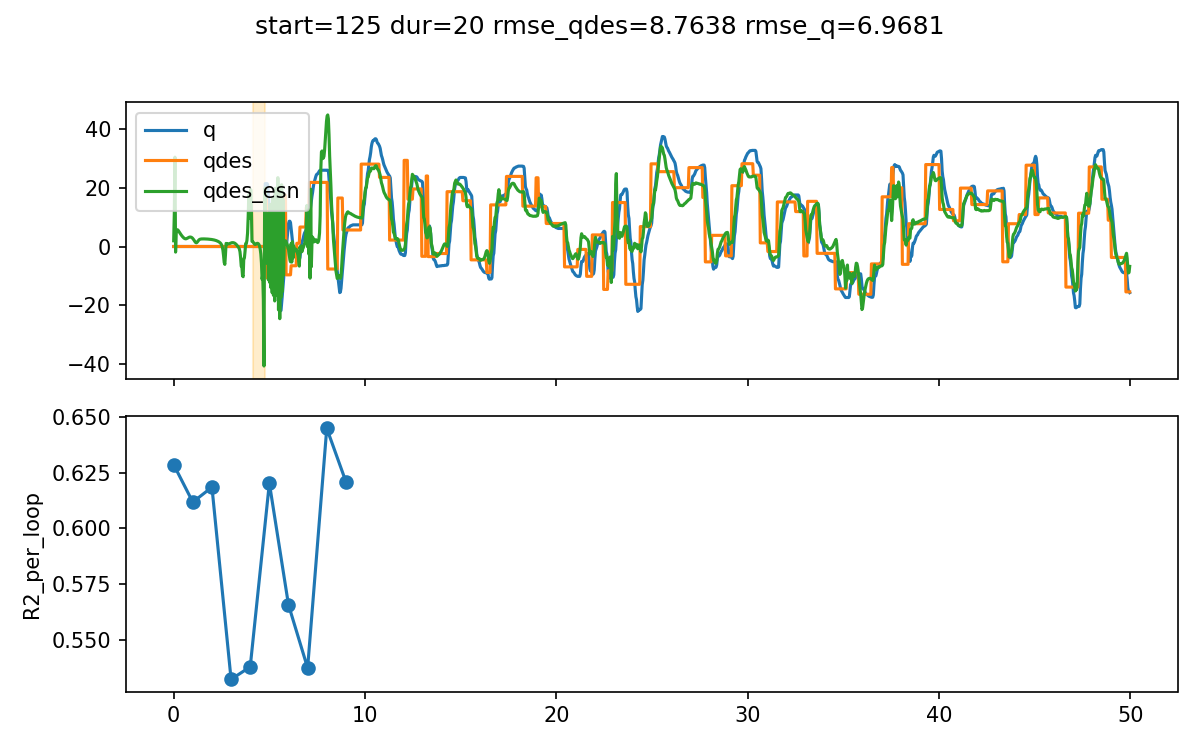 start=125 dur=20 rmse_qdes=8.7638 rmse_q=6.9681
40
20
0
−20
−40
q
qdes
qdes_esn
0.650
0.625
0.600
0.575
0.550
R2_per_loop
0 10 20 30 40 50